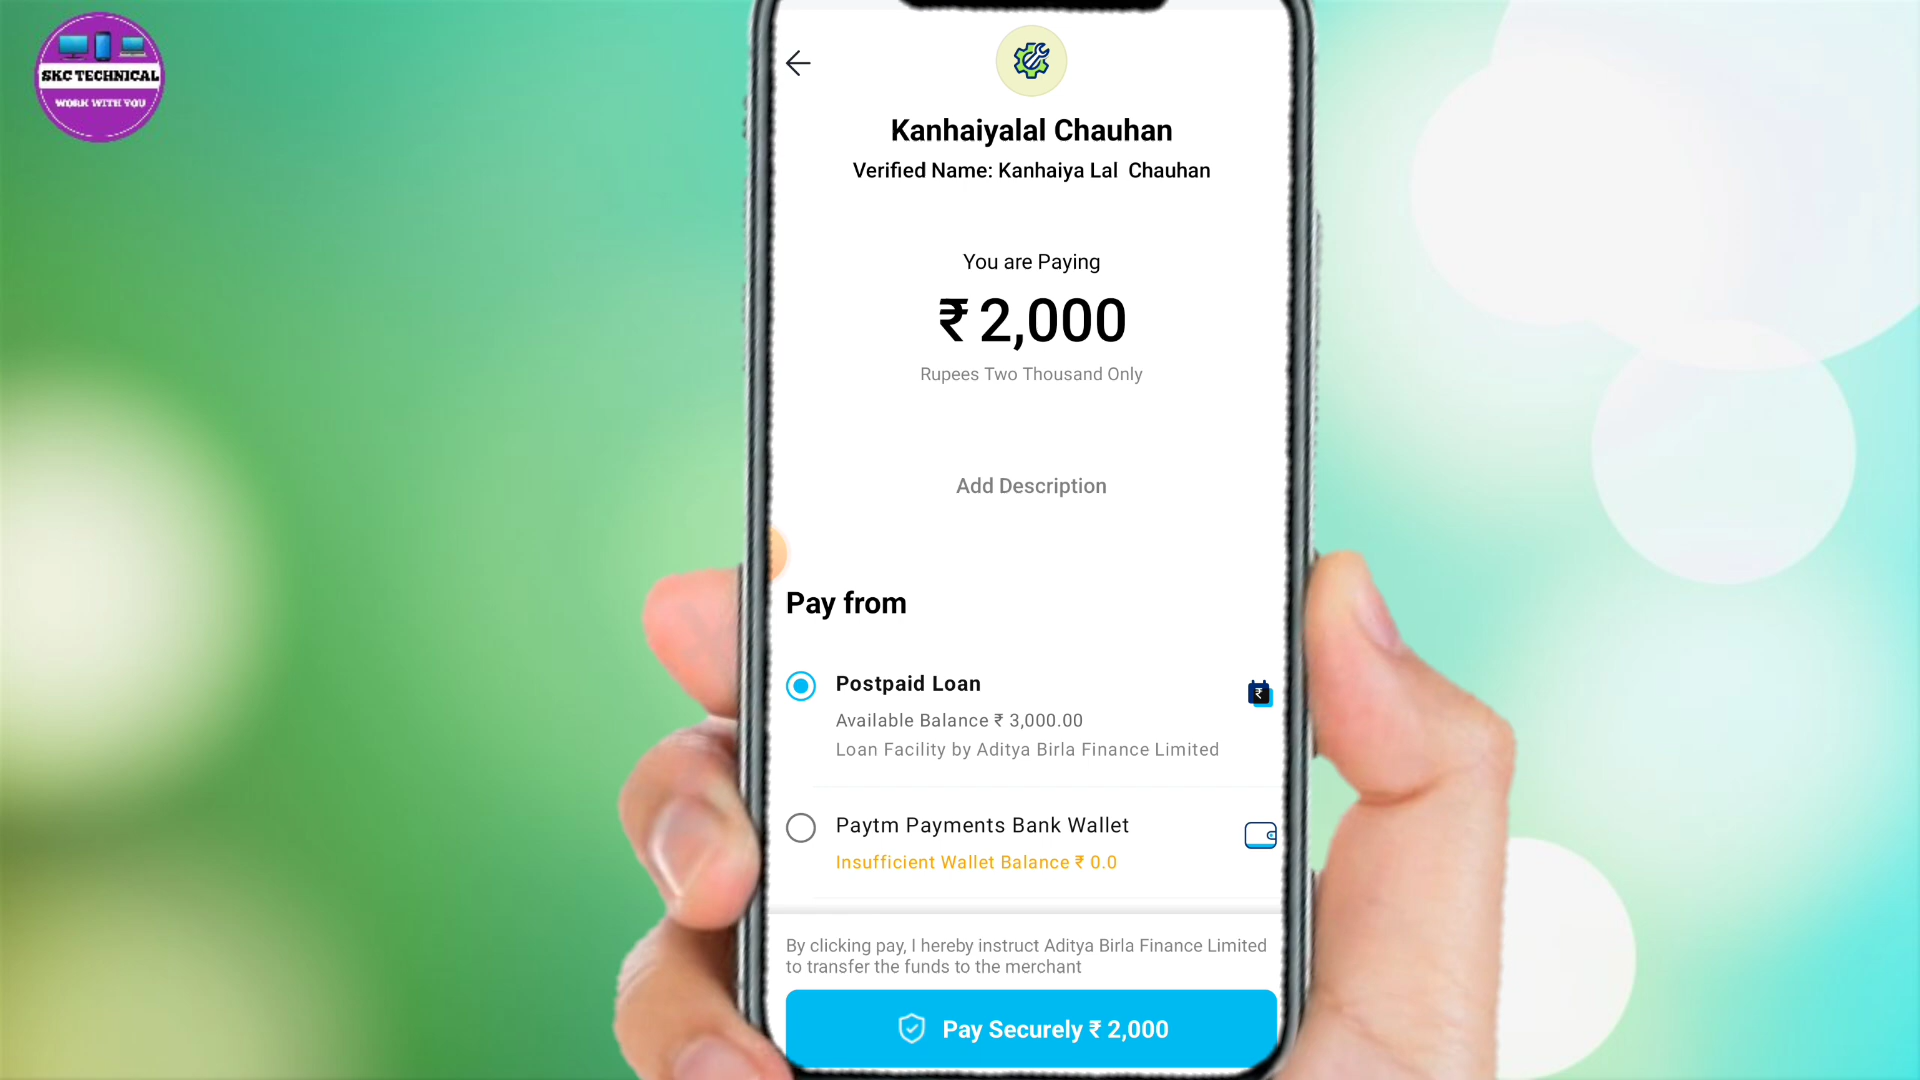 SKC TECHNICAL
WORK WITH YOU
Kanhaiyalal Chauhan
Verified Name: Kanhaiya Lal  Chauhan
You are Paying
₹ 2,000
Rupees Two Thousand Only
Add Description
Pay from
Postpaid Loan
Available Balance ₹ 3,000.00
Loan Facility by Aditya Birla Finance Limited
Paytm Payments Bank Wallet
Insufficient Wallet Balance ₹ 0.0
By clicking pay, I hereby instruct Aditya Birla Finance Limited
to transfer the funds to the merchant
Pay Securely ₹ 2,000